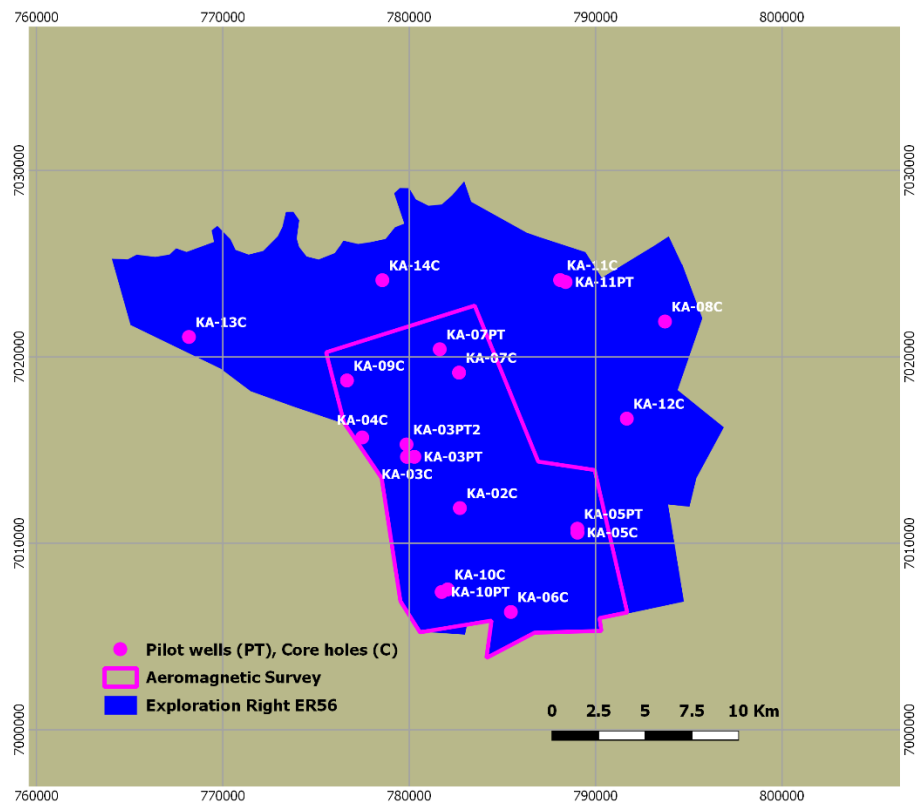 760000 770000 780000 790000 800000
7030000 7030000
KA-14C
KA-11C
KA-11PT
KA-08C
KA-13C
KA-07PT
7020000 7020000
KA-07C
KA-09C
KA-12C
KA-04C
KA-03PT2
KA-03PT
KA-03C
KA-02C
KA-05PT
KA-05C
7010000 7010000
KA-10C
KA-10PT
KA-06C
Pilot wells (PT), Core holes (C)
Aeromagnetic Survey
Exploration Right ER56
0 2.5 5 7.5 10 Km
7000000 7000000
760000 770000 780000 790000 800000